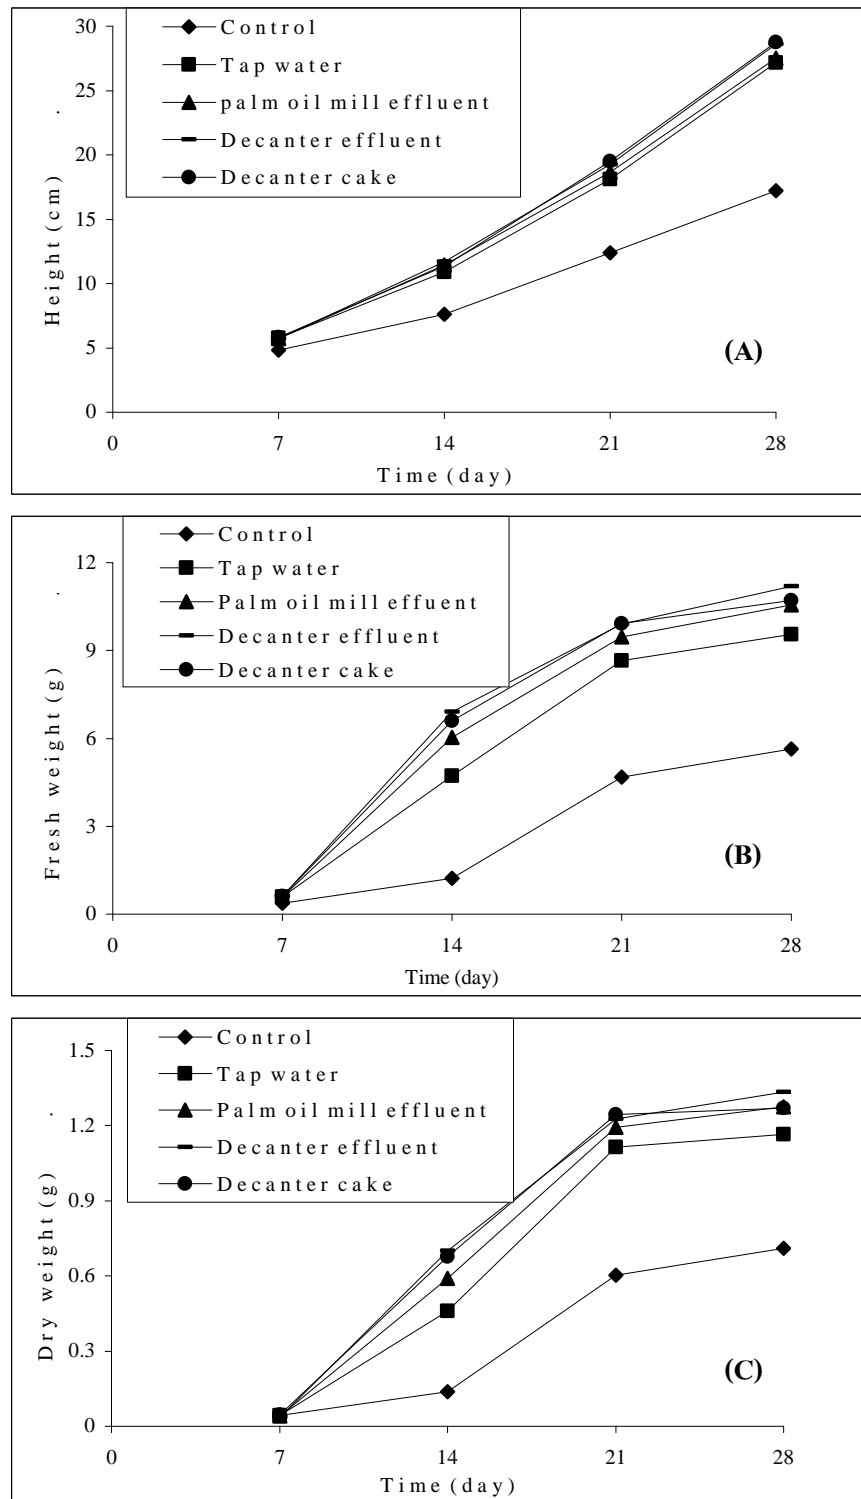 Control
Tap water
palm oil mill effluent
Decanter effluent
Decanter cake
30
25
20
15
10
5
0
Height (cm)
(A)
0 7 14 21 28
Time (day)
Control
Tap water
Palm oil mill effuent
Decanter effluent
Decanter cake
12
9
6
3
0
Fresh weight (g)
(B)
0 7 14 21 28
Time (day)
Control
Tap water
Palm oil mill effluent
Decanter effluent
Decanter cake
1.5
1.2
0.9
0.6
0.3
0
Dry weight (g)
(C)
0 7 14 21 28
Time (day)